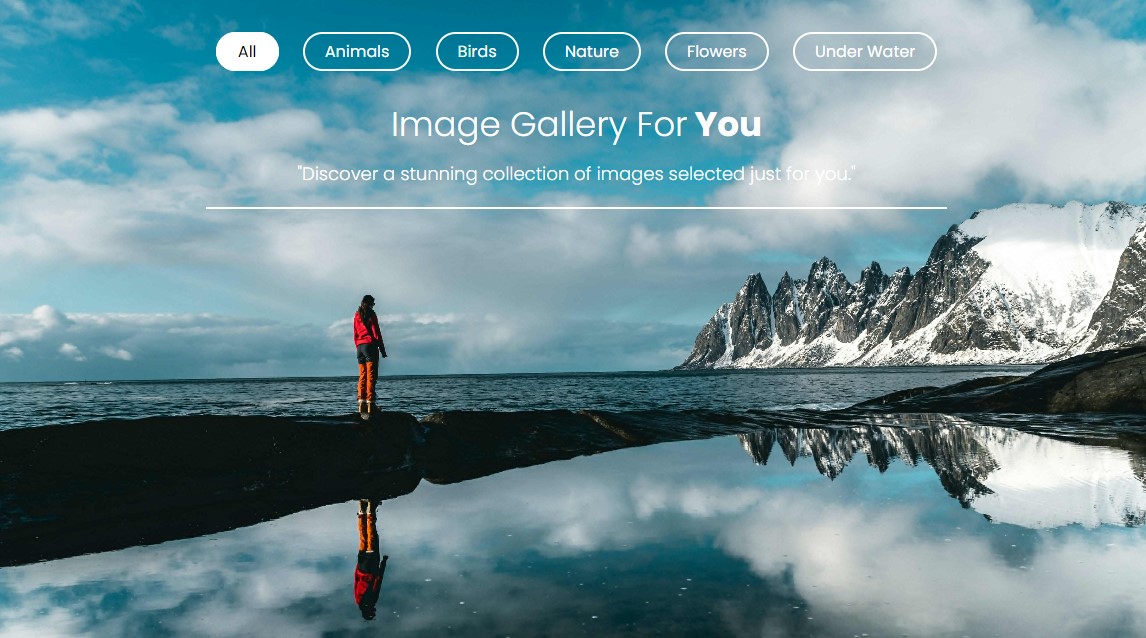 All Animals Birds Nature Flowers Under Water
Image Gallery For You
"Discover a stunning collection of images selected just for you."